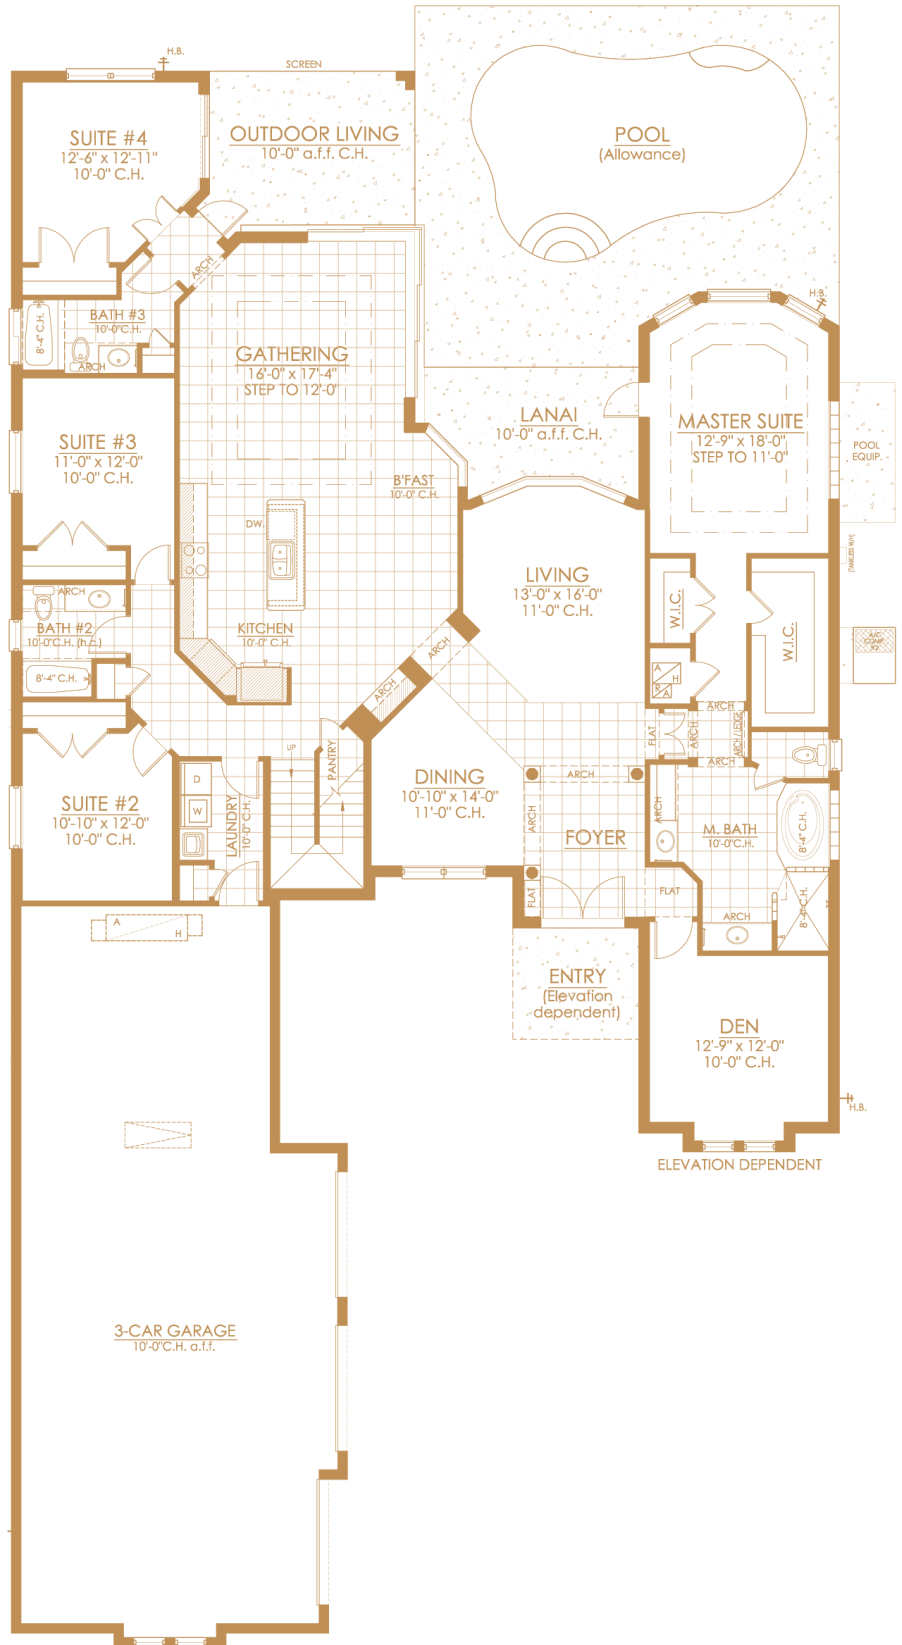 H.B.
SCREEN
SUITE #4
12'-6" x 12'-11"
10'-0" C.H.
OUTDOOR LIVING
10'-0" a.f.f. C.H.
POOL
(Allowance)
ARCH
H.B.
BATH #3
10'-0"C.H.
8'-4" C.H.
ARCH
GATHERING
16'-0" x 17'-4"
STEP TO 12'-0"
LANAI
10'-0" a.f.f. C.H.
MASTER SUITE
12'-9" x 18'-0"
STEP TO 11'-0"
POOL
EQUIP.
SUITE #3
11'-0" x 12'-0"
10'-0" C.H.
B'FAST
10'-0" C.H.
DW.
(TANKLESS W/H)
LIVING
13'-0" x 16'-0"
11'-0" C.H.
W.I.C.
W.I.C.
ARCH
BATH #2
10'-0"C.H. (h.c.)
8'-4" C.H.
KITCHEN
10'-0" C.H.
ARCH
ARCH
A/C
COMP.
#2
A
H
R
A
ARCH
FLAT
ARCH
ARCH / LEDGE
ARCH
UP
PANTRY
SUITE #2
10'-10" x 12'-0"
10'-0" C.H.
D
W
LAUNDRY
10'-0" C.H.
DINING
10'-10" x 14'-0"
11'-0" C.H.
ARCH
ARCH
FOYER
FLAT
ARCH
M. BATH
10'-0"C.H.
8'-4" C.H.
FLAT
ARCH
8'-4" C.H.
A
H
ENTRY
(Elevation
dependent)
DEN
12'-9" x 12'-0"
10'-0" C.H.
H.B.
ELEVATION DEPENDENT
3-CAR GARAGE
10'-0"C.H. a.f.f.